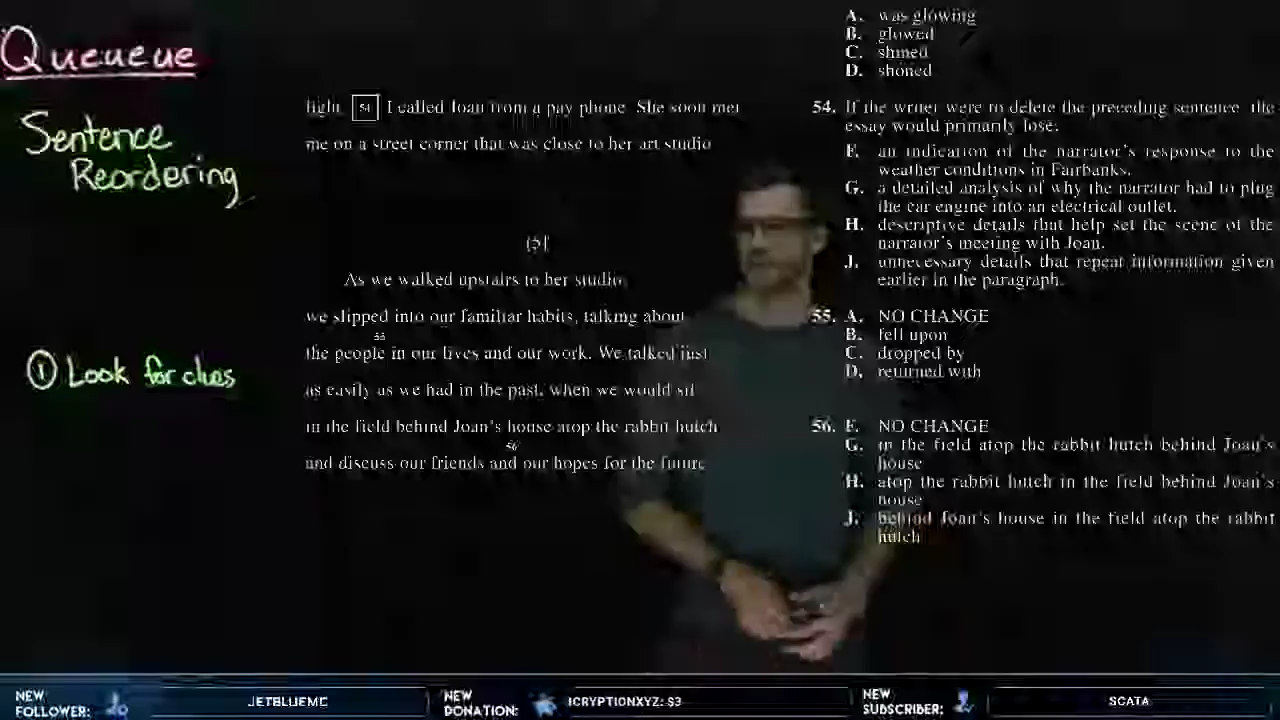 Queueue
Sentence
Reordering
① Look for clues
light. 54 I called Joan from a pay phone. She soon met
me on a street corner that was close to her art studio
[5]
As we walked upstairs to her studio,
we slipped into our familiar habits, talking about
55
the people in our lives and our work. We talked just
as easily as we had in the past, when we would sit
in the field behind Joan's house atop the rabbit hutch
56
and discuss our friends and our hopes for the future
A. was glowing
B. glowed
C. shined
D. shoned
54. If the writer were to delete the preceding sentence, the
essay would primarily lose:
F. an indication of the narrator's response to the
weather conditions in Fairbanks.
G. a detailed analysis of why the narrator had to plug
the car engine into an electrical outlet.
H. descriptive details that help set the scene of the
narrator's meeting with Joan.
J. unnecessary details that repeat information given
earlier in the paragraph.
55. A. NO CHANGE
B. fell upon
C. dropped by
D. returned with
56. F. NO CHANGE
G. in the field atop the rabbit hutch behind Joan's
house
H. atop the rabbit hutch in the field behind Joan's
house
J. behind Joan's house in the field atop the rabbit
hutch
NEW
FOLLOWER:
JETBLUEMC
NEW
DONATION:
ICRYPTIONXYZ: $3
NEW
SUBSCRIBER:
SCATA